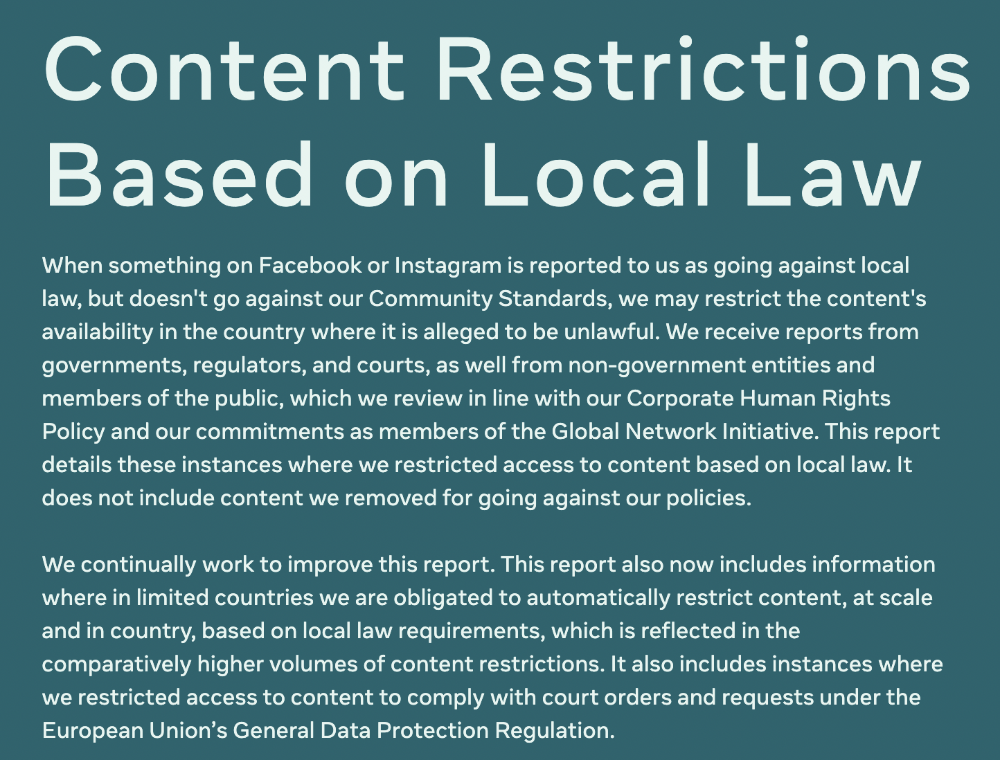 Content Restrictions
Based on Local Law
When something on Facebook or Instagram is reported to us as going against local
law, but doesn't go against our Community Standards, we may restrict the content's
availability in the country where it is alleged to be unlawful. We receive reports from
governments, regulators, and courts, as well from non-government entities and
members of the public, which we review in line with our Corporate Human Rights
Policy and our commitments as members of the Global Network Initiative. This report
details these instances where we restricted access to content based on local law. It
does not include content we removed for going against our policies.
We continually work to improve this report. This report also now includes information
where in limited countries we are obligated to automatically restrict content, at scale
and in country, based on local law requirements, which is reflected in the
comparatively higher volumes of content restrictions. It also includes instances where
we restricted access to content to comply with court orders and requests under the
European Union’s General Data Protection Regulation.